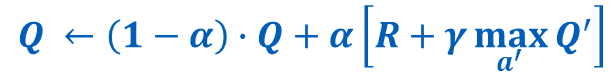 Q ← (1 − α) · Q + α [R + γ max_{a′} Q′]